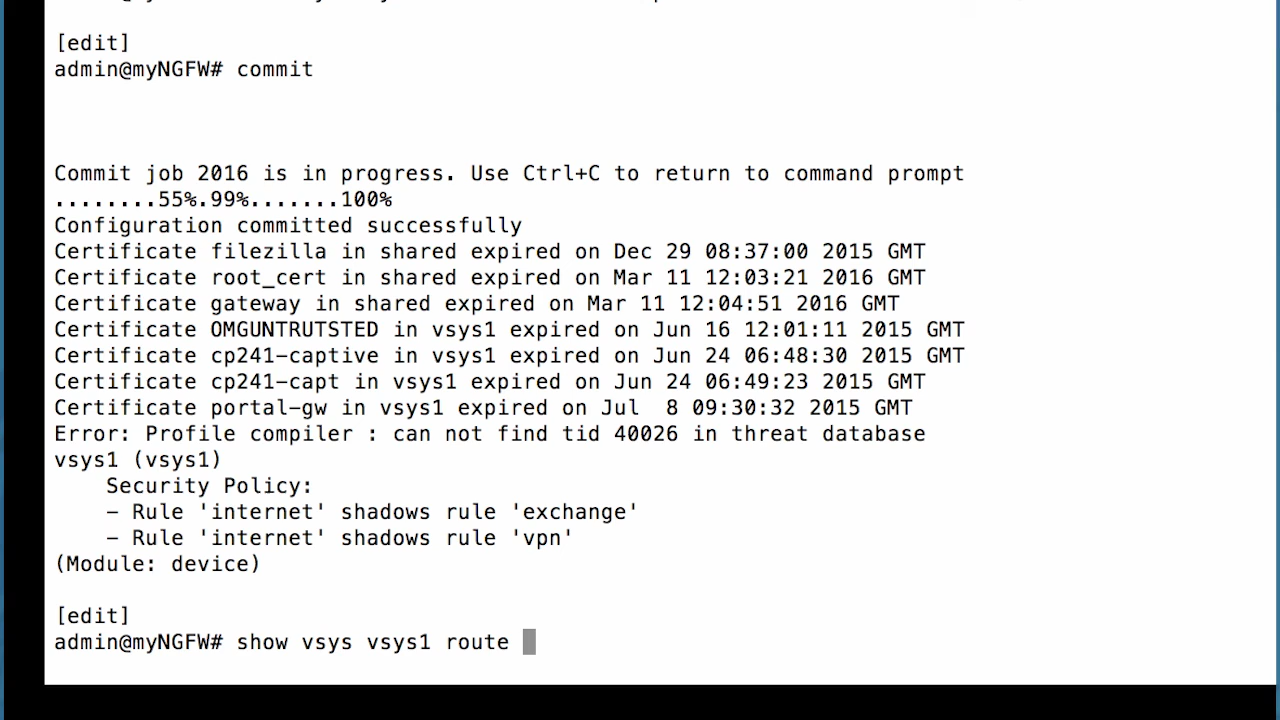 [edit]
admin@myNGFW# commit
Commit job 2016 is in progress. Use Ctrl+C to return to command prompt
........55%.99%.......100%
Configuration committed successfully
Certificate filezilla in shared expired on Dec 29 08:37:00 2015 GMT
Certificate root_cert in shared expired on Mar 11 12:03:21 2016 GMT
Certificate gateway in shared expired on Mar 11 12:04:51 2016 GMT
Certificate OMGUNTRUTSTED in vsys1 expired on Jun 16 12:01:11 2015 GMT
Certificate cp241-captive in vsys1 expired on Jun 24 06:48:30 2015 GMT
Certificate cp241-capt in vsys1 expired on Jun 24 06:49:23 2015 GMT
Certificate portal-gw in vsys1 expired on Jul  8 09:30:32 2015 GMT
Error: Profile compiler : can not find tid 40026 in threat database
vsys1 (vsys1)
    Security Policy:
    - Rule 'internet' shadows rule 'exchange'
    - Rule 'internet' shadows rule 'vpn'
(Module: device)
[edit]
admin@myNGFW# show vsys vsys1 route